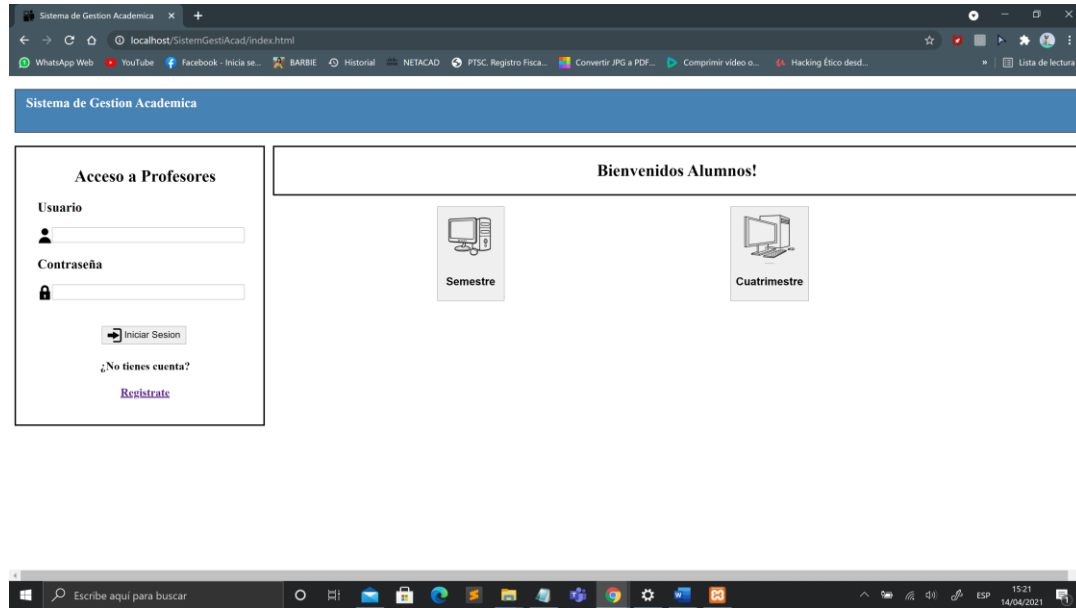 Sistema de Gestion Academica
localhost/SistemGestiAcad/index.html
WhatsApp Web
YouTube
Facebook - Inicia se...
BARBIE
Historial
NETACAD
PTSC. Registro Fisca...
Convertir JPG a PDF...
Comprimir vídeo o...
Hacking Ético desd...
»
Lista de lectura
Sistema de Gestion Academica
Acceso a Profesores
Usuario
Contraseña
Iniciar Sesion
¿No tienes cuenta?
Registrate
Bienvenidos Alumnos!
Semestre
Cuatrimestre
Escribe aquí para buscar
ESP
15:21
14/04/2021